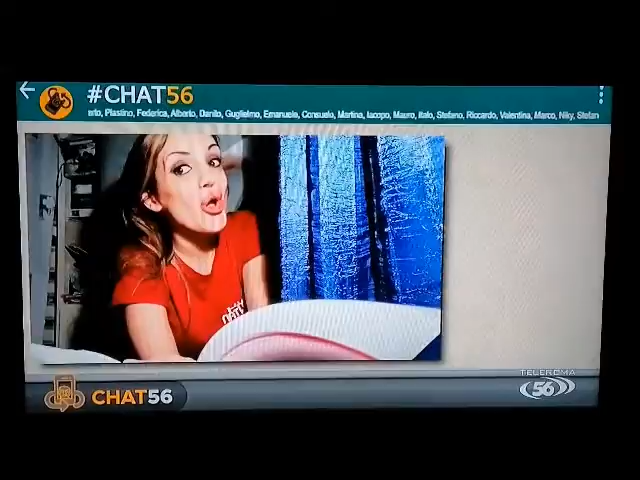 #CHAT56
Plastino, Federica, Alberto, Danilo, Guglielmo, Emanuela, Consuelo, Martina, Iacopo, Mauro, Italo, Stefano, Riccardo, Valentina, Marco, Niky, Stefan
CHAT56
TELEROMA
56